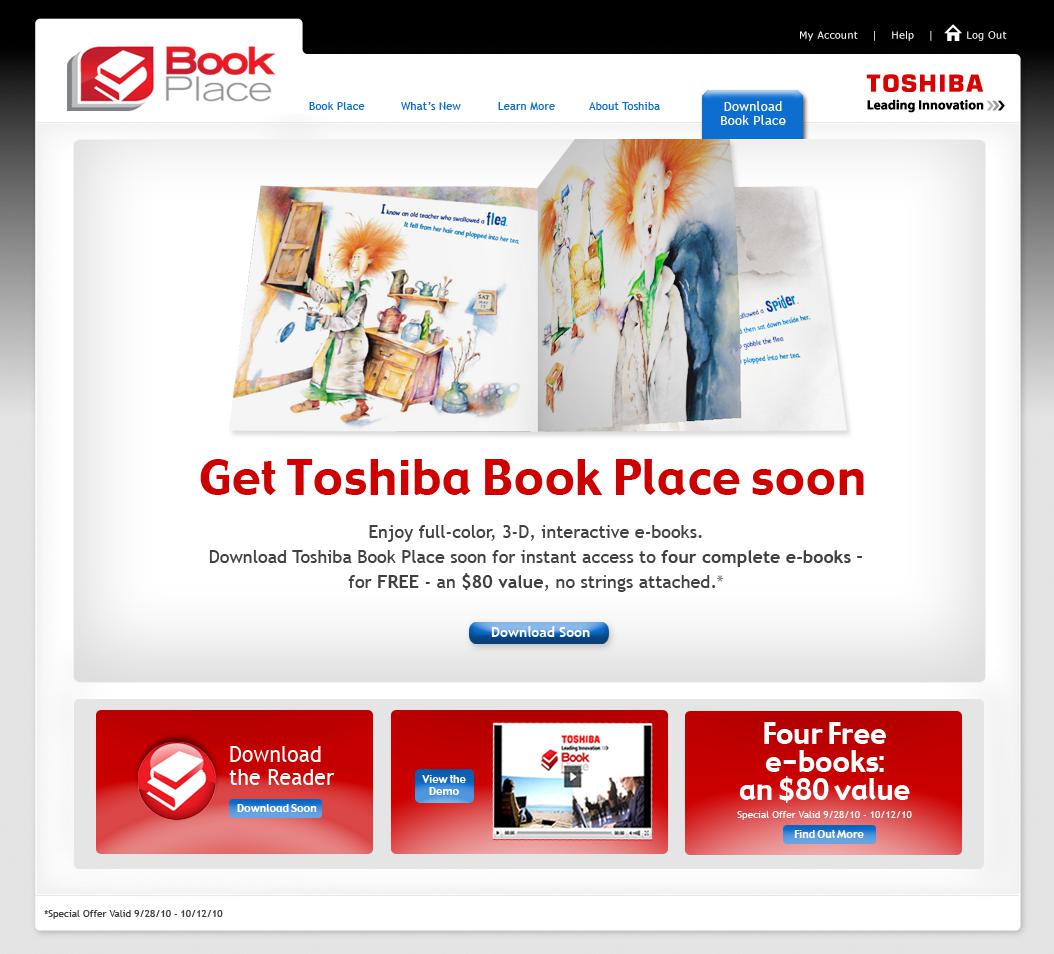 My Account | Help | Log Out
Book
Place
TOSHIBA
Leading Innovation >>>
Book Place
What's New
Learn More
About Toshiba
Download
Book Place
I know an old teacher who swallowed a flea.
It fell from her hair and plopped into her tea.
SAT
swallowed a Spider.
then sat down beside her.
gobble the flea
plopped into her tea.
Get Toshiba Book Place soon
Enjoy full-color, 3-D, interactive e-books.
Download Toshiba Book Place soon for instant access to four complete e-books -
for FREE - an $80 value, no strings attached.*
Download Soon
Download
the Reader
Download Soon
View the
Demo
TOSHIBA
Leading Innovation >>>
Book
00:00
00:00
Four Free
e-books:
an $80 value
Special Offer Valid 9/28/10 - 10/12/10
Find Out More
*Special Offer Valid 9/28/10 - 10/12/10